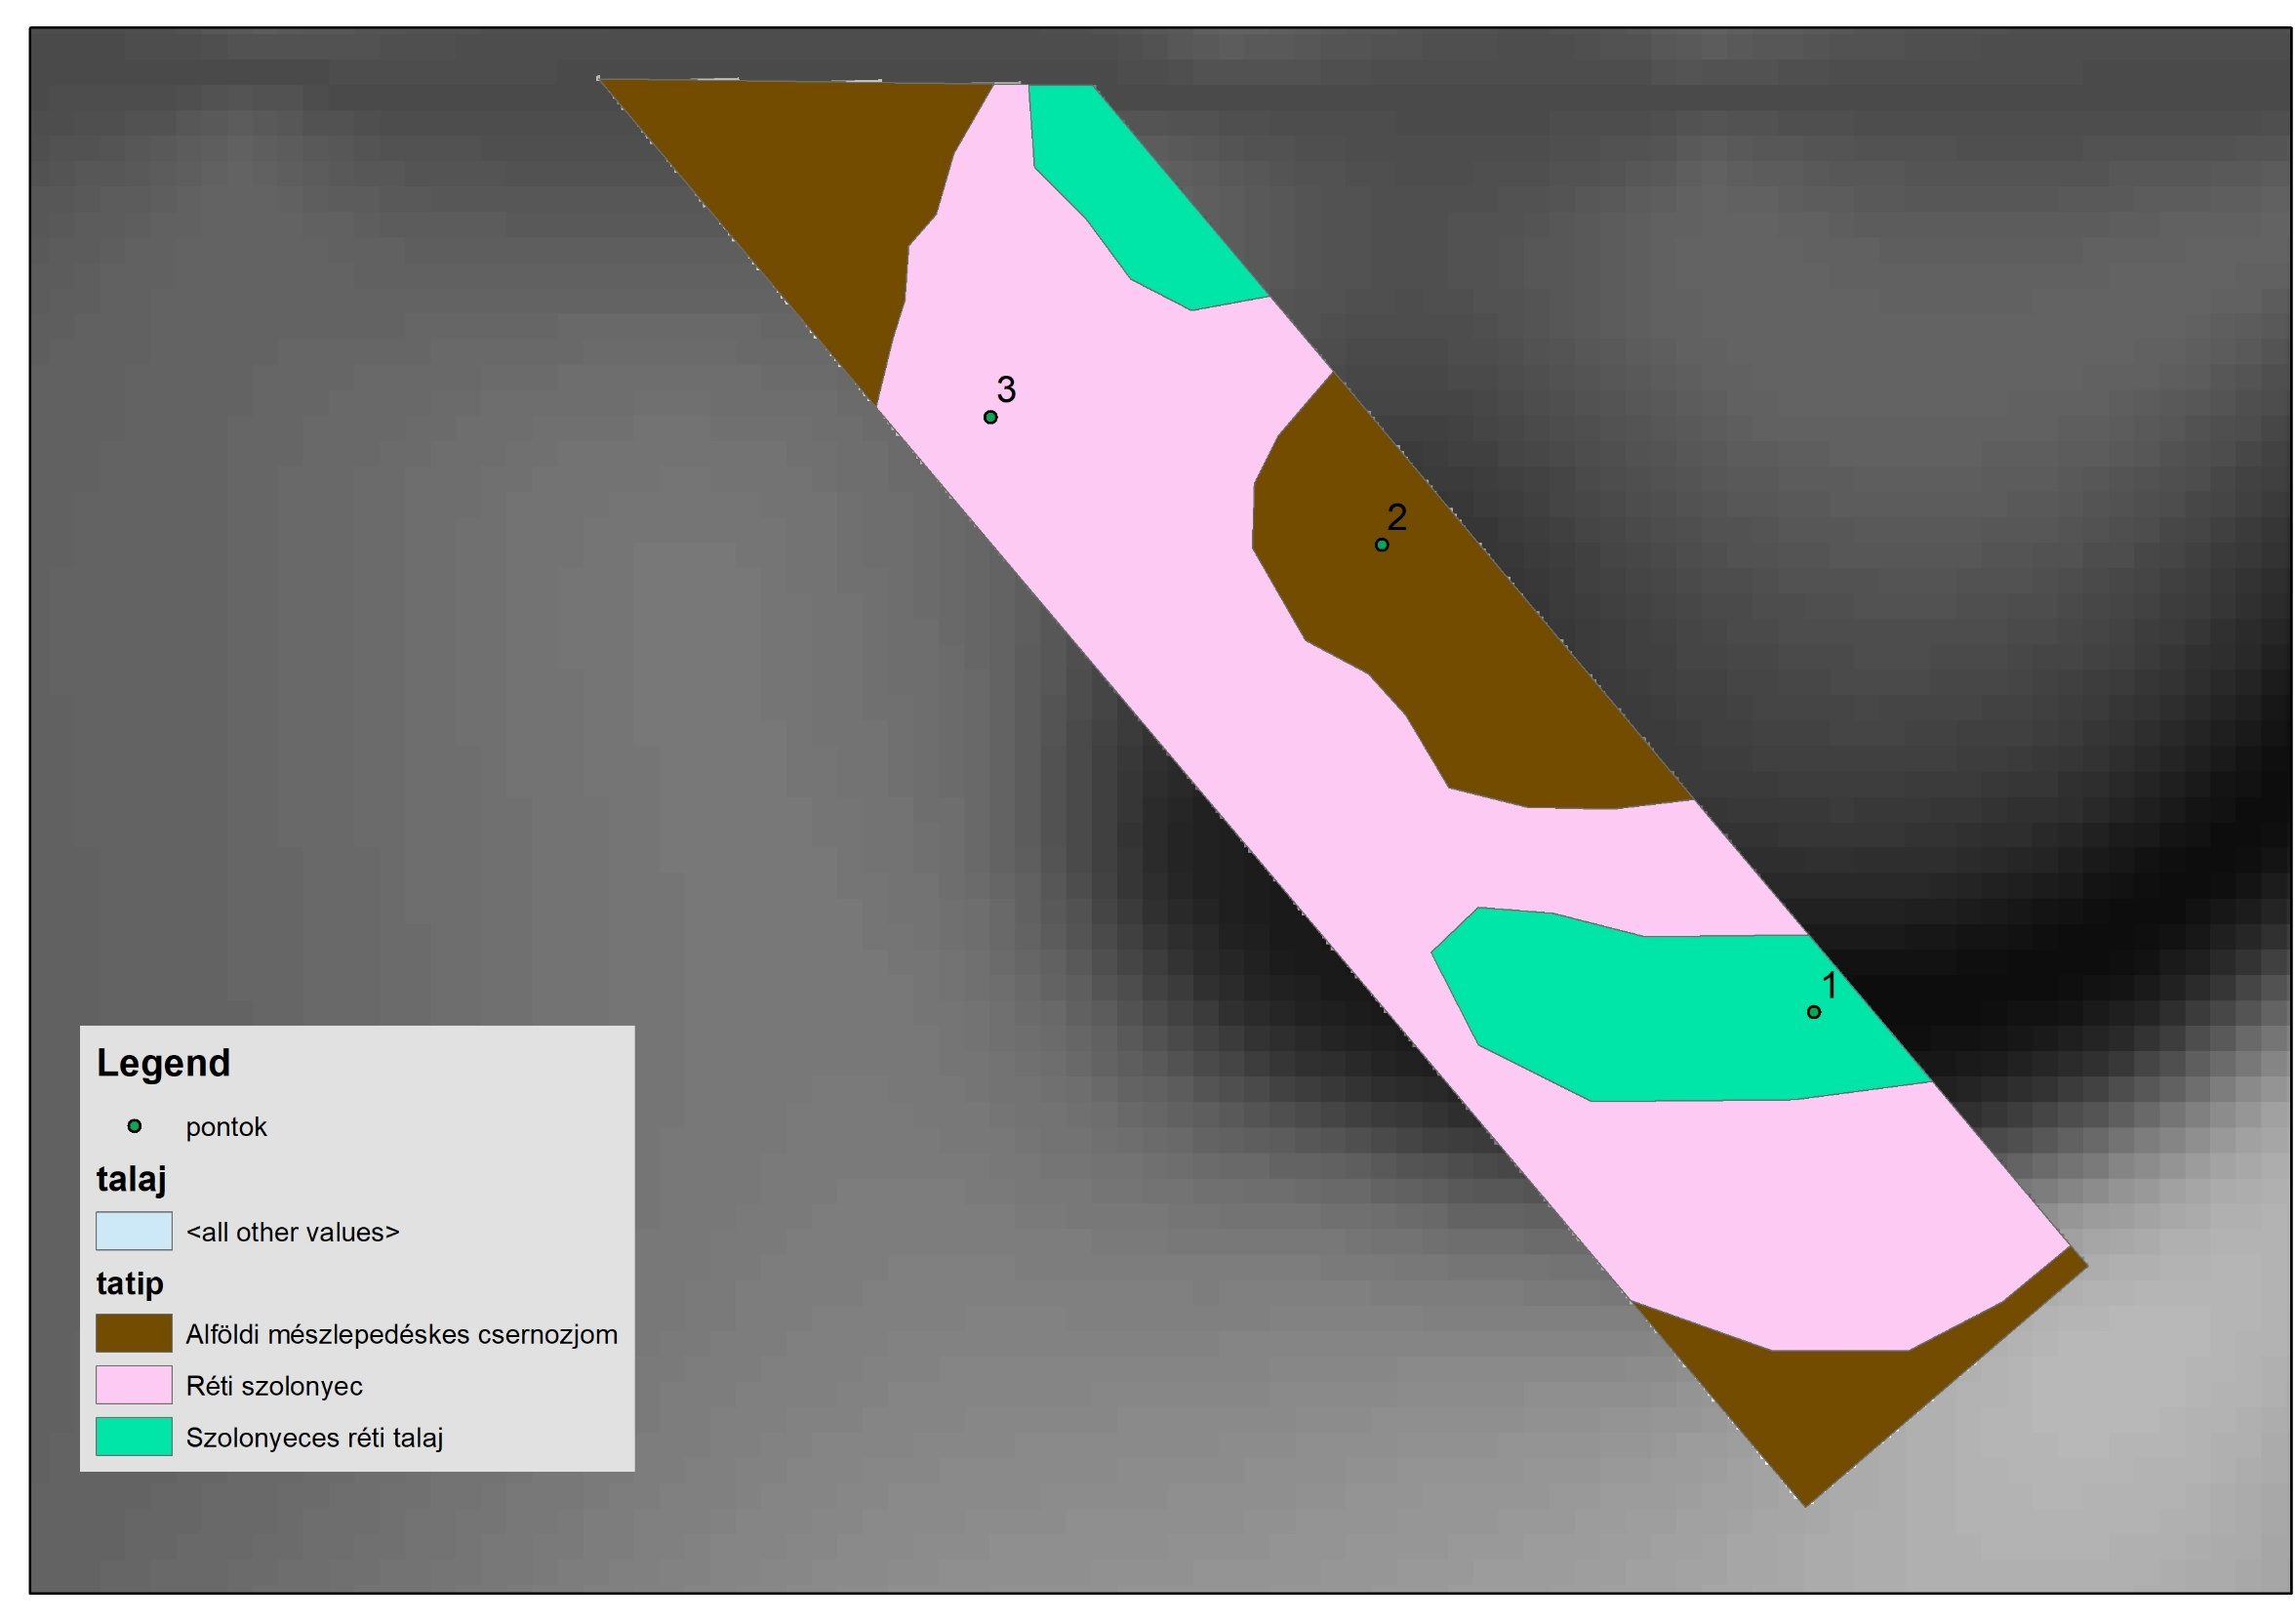 3
2
1
Legend
pontok
talaj
<all other values>
tatip
Alföldi mészlepedéskes csernozjom
Réti szolonyec
Szolonyeces réti talaj